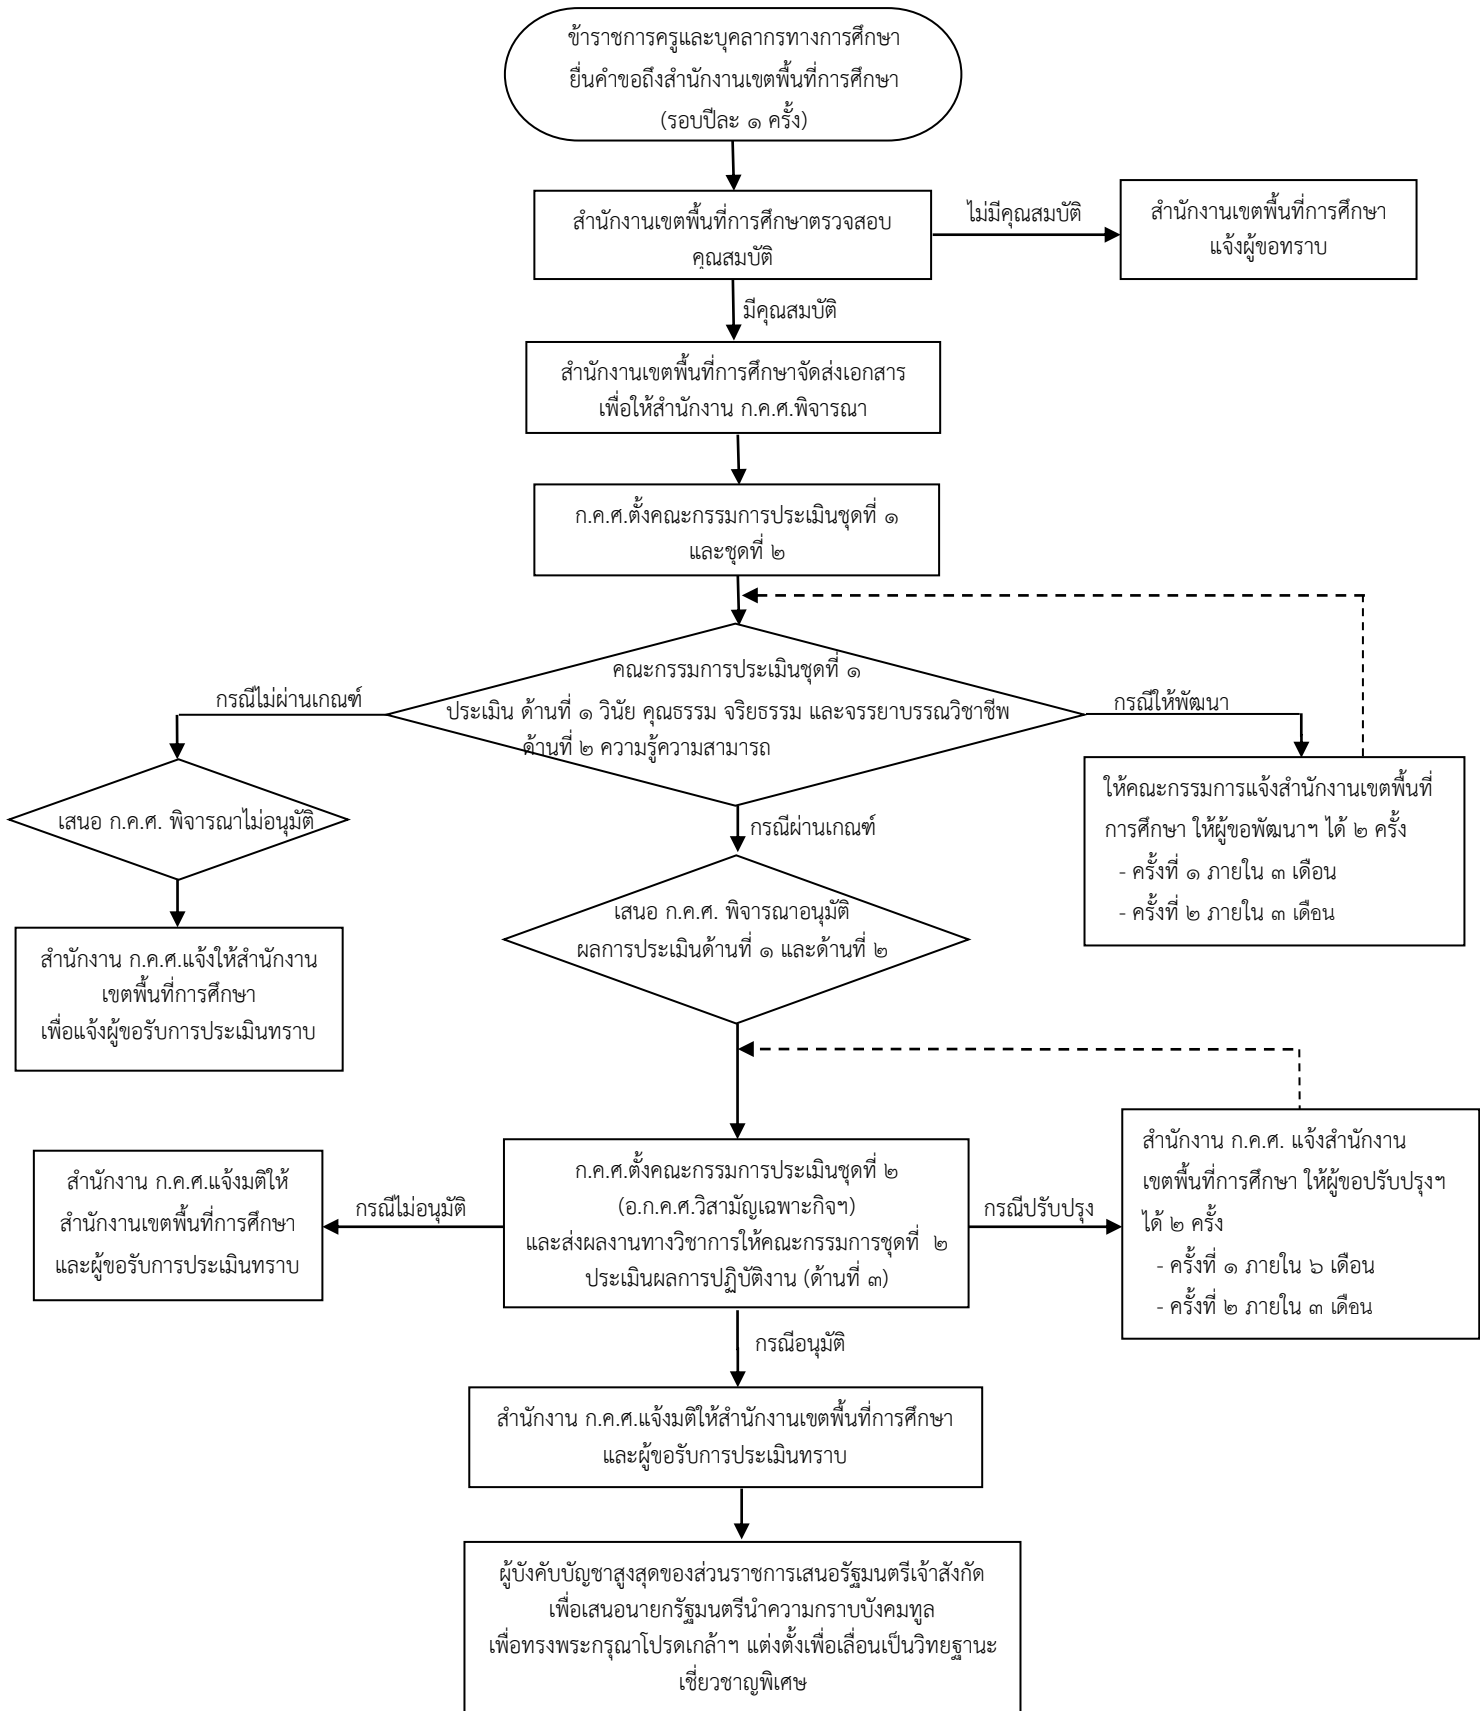 ข้าราชการครูและบุคลากรทางการศึกษา
ยื่นคำขอถึงสำนักงานเขตพื้นที่การศึกษา
(รอบปีละ ๑ ครั้ง)
สำนักงานเขตพื้นที่การศึกษาตรวจสอบ
คุณสมบัติ
ไม่มีคุณสมบัติ
สำนักงานเขตพื้นที่การศึกษา
แจ้งผู้ขอทราบ
มีคุณสมบัติ
สำนักงานเขตพื้นที่การศึกษาจัดส่งเอกสาร
เพื่อให้สำนักงาน ก.ค.ศ.พิจารณา
ก.ค.ศ.ตั้งคณะกรรมการประเมินชุดที่ ๑
และชุดที่ ๒
คณะกรรมการประเมินชุดที่ ๑
ประเมิน ด้านที่ ๑ วินัย คุณธรรม จริยธรรม และจรรยาบรรณวิชาชีพ
ด้านที่ ๒ ความรู้ความสามารถ
กรณีไม่ผ่านเกณฑ์
กรณีให้พัฒนา
เสนอ ก.ค.ศ. พิจารณาไม่อนุมัติ
กรณีผ่านเกณฑ์
ให้คณะกรรมการแจ้งสำนักงานเขตพื้นที่
การศึกษา ให้ผู้ขอพัฒนาฯ ได้ ๒ ครั้ง
- ครั้งที่ ๑ ภายใน ๓ เดือน
- ครั้งที่ ๒ ภายใน ๓ เดือน
เสนอ ก.ค.ศ. พิจารณาอนุมัติ
ผลการประเมินด้านที่ ๑ และด้านที่ ๒
สำนักงาน ก.ค.ศ.แจ้งให้สำนักงาน
เขตพื้นที่การศึกษา
เพื่อแจ้งผู้ขอรับการประเมินทราบ
สำนักงาน ก.ค.ศ.แจ้งมติให้
สำนักงานเขตพื้นที่การศึกษา
และผู้ขอรับการประเมินทราบ
กรณีไม่อนุมัติ
ก.ค.ศ.ตั้งคณะกรรมการประเมินชุดที่ ๒
(อ.ก.ค.ศ.วิสามัญเฉพาะกิจฯ)
และส่งผลงานทางวิชาการให้คณะกรรมการชุดที่ ๒
ประเมินผลการปฏิบัติงาน (ด้านที่ ๓)
กรณีปรับปรุง
สำนักงาน ก.ค.ศ. แจ้งสำนักงาน
เขตพื้นที่การศึกษา ให้ผู้ขอปรับปรุงฯ
ได้ ๒ ครั้ง
- ครั้งที่ ๑ ภายใน ๖ เดือน
- ครั้งที่ ๒ ภายใน ๓ เดือน
กรณีอนุมัติ
สำนักงาน ก.ค.ศ.แจ้งมติให้สำนักงานเขตพื้นที่การศึกษา
และผู้ขอรับการประเมินทราบ
ผู้บังคับบัญชาสูงสุดของส่วนราชการเสนอรัฐมนตรีเจ้าสังกัด
เพื่อเสนอนายกรัฐมนตรีนำความกราบบังคมทูล
เพื่อทรงพระกรุณาโปรดเกล้าฯ แต่งตั้งเพื่อเลื่อนเป็นวิทยฐานะ
เชี่ยวชาญพิเศษ